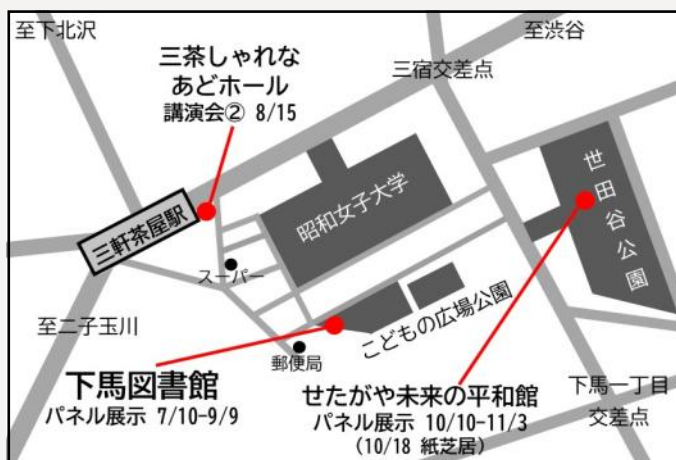 至下北沢
至渋谷
三茶しゃれな
あどホール
講演会② 8/15
三宿交差点
世田谷公園
昭和女子大学
三軒茶屋駅
スーパー
こどもの広場公園
至二子玉川
郵便局
下馬図書館
パネル展示 7/10-9/9
せたがや未来の平和館
パネル展示 10/10-11/3
(10/18 紙芝居)
下馬一丁目
交差点